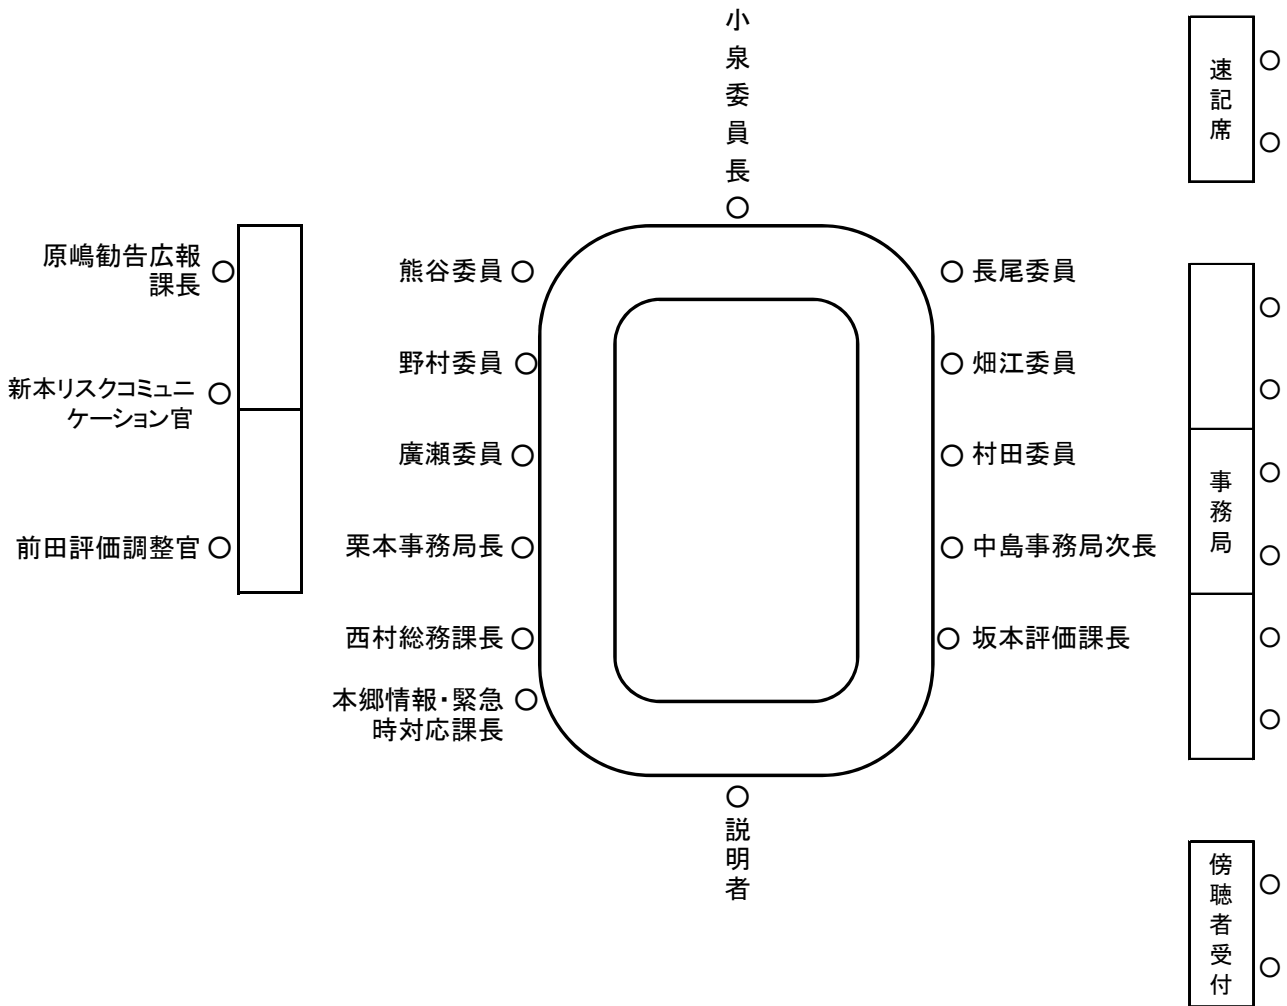 小泉委員長
速記席
原嶋勧告広報
課長
新本リスクコミュニ
ケーション官
前田評価調整官
熊谷委員
野村委員
廣瀬委員
栗本事務局長
西村総務課長
本郷情報・緊急
時対応課長
長尾委員
畑江委員
村田委員
中島事務局次長
坂本評価課長
説明者
事務局
傍聴者受付